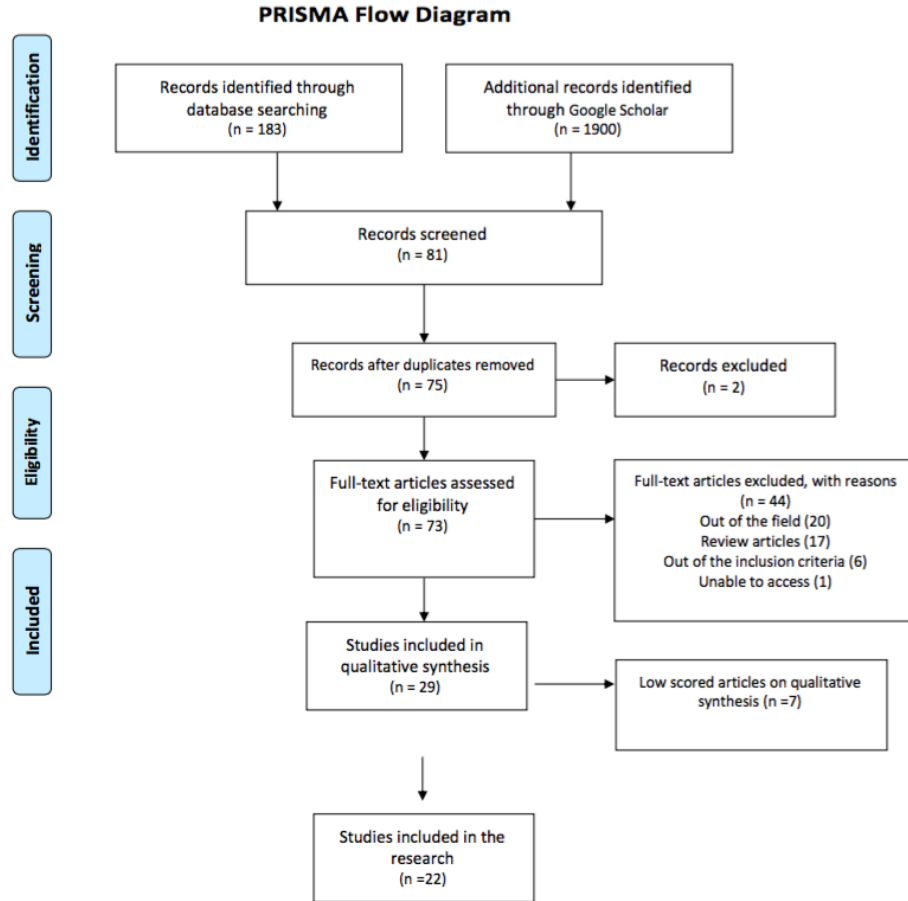 PRISMA Flow Diagram
Identification
Records identified through
database searching
(n = 183)
Additional records identified
through Google Scholar
(n = 1900)
Screening
Records screened
(n = 81)
Records after duplicates removed
(n = 75)
Records excluded
(n = 2)
Eligibility
Full-text articles assessed
for eligibility
(n = 73)
Full-text articles excluded, with reasons
(n = 44)
Out of the field (20)
Review articles (17)
Out of the inclusion criteria (6)
Unable to access (1)
Included
Studies included in
qualitative synthesis
(n = 29)
Low scored articles on qualitative
synthesis (n =7)
Studies included in the
research
(n =22)